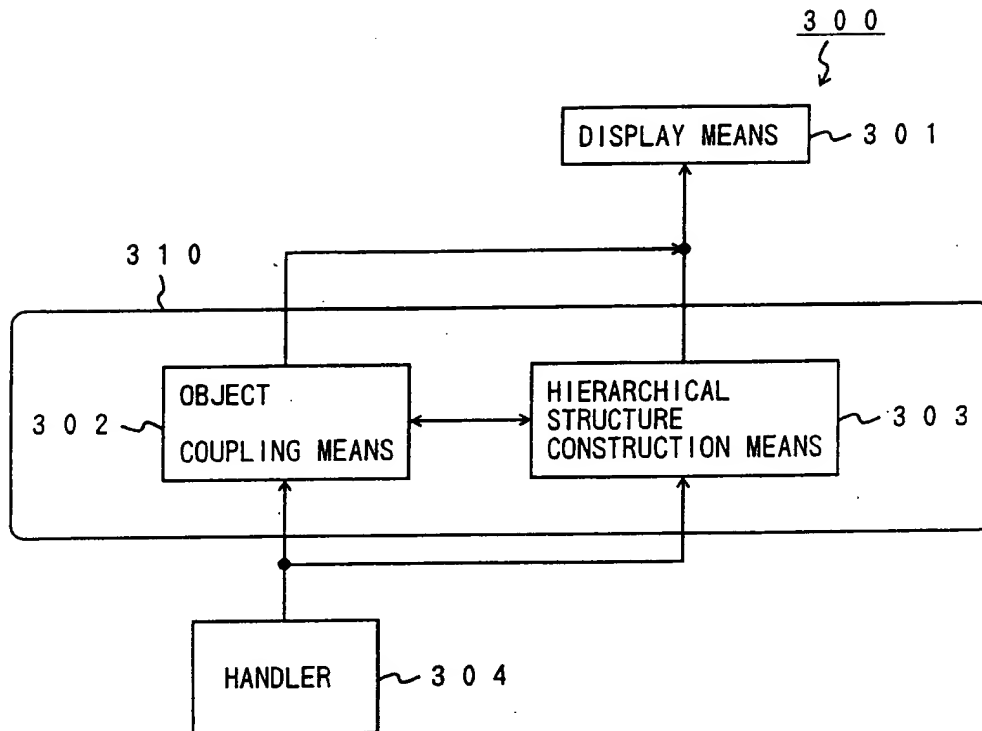 300
DISPLAY MEANS
301
310
OBJECT
COUPLING MEANS
302
HIERARCHICAL
STRUCTURE
CONSTRUCTION MEANS
303
HANDLER
304